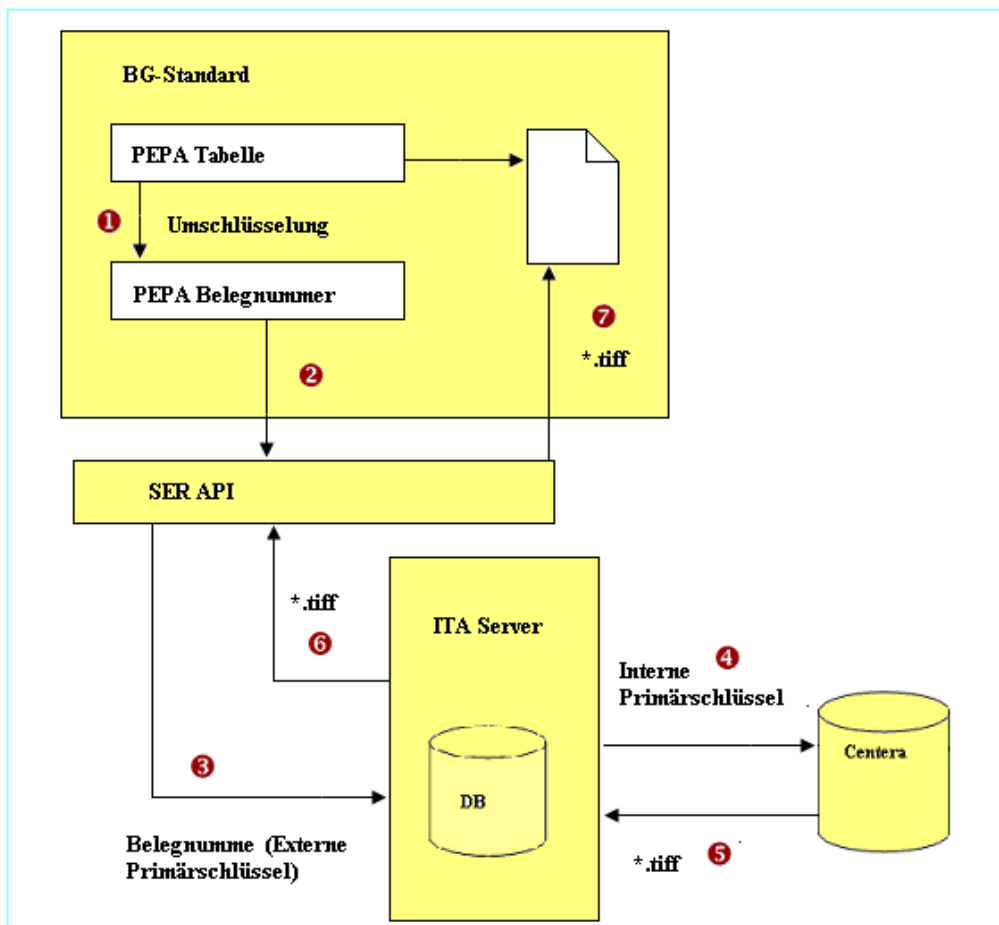 BG-Standard
PEPA Tabelle
❶
Umschlüsselung
PEPA Belegnummer
❼
*.tiff
❷
SER API
*.tiff
❻
ITA Server
❹
Interne
Primärschlüssel
Centera
❸
DB
Belegnumme (Externe
Primärschlüssel)
*.tiff
❺